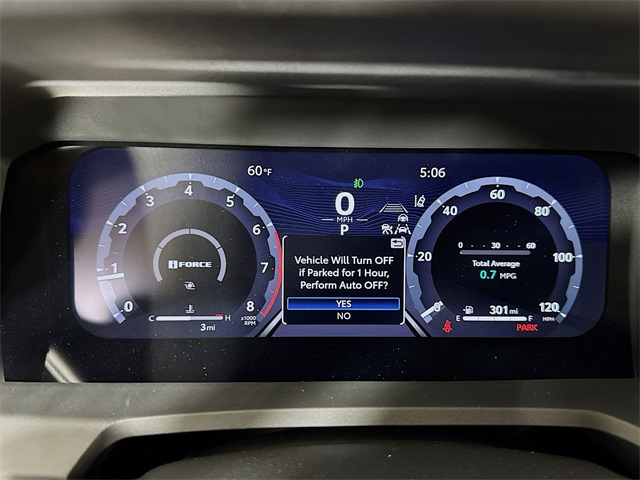 60°F
5:06
0
MPH
P
0
1
2
3
4
5
6
7
8
x1000
RPM
iFORCE
C
H
3 mi
Vehicle Will Turn OFF
if Parked for 1 Hour,
Perform Auto OFF?
YES
NO
0
20
40
60
80
100
120
MPH
0 30 60
Total Average
0.7 MPG
301 mi
E
F
PARK